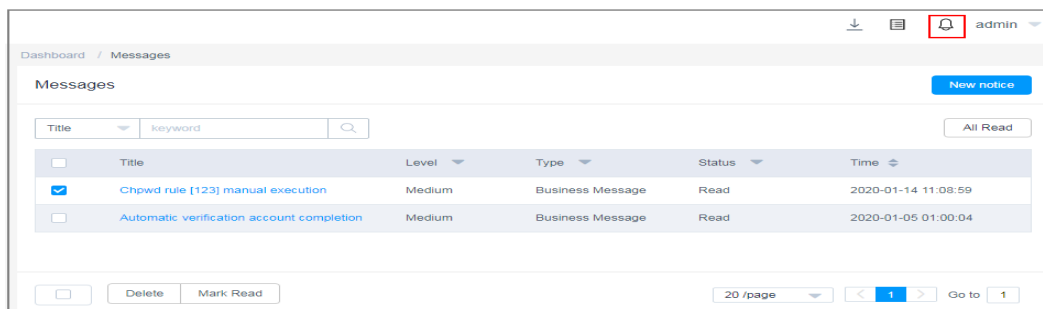 admin
Dashboard / Messages
Messages
New notice
Title keyword
All Read
Title Level Type Status Time
Chpwd rule [123] manual execution Medium Business Message Read 2020-01-14 11:08:59
Automatic verification account completion Medium Business Message Read 2020-01-05 01:00:04
Delete Mark Read 20 /page < 1 > Go to 1